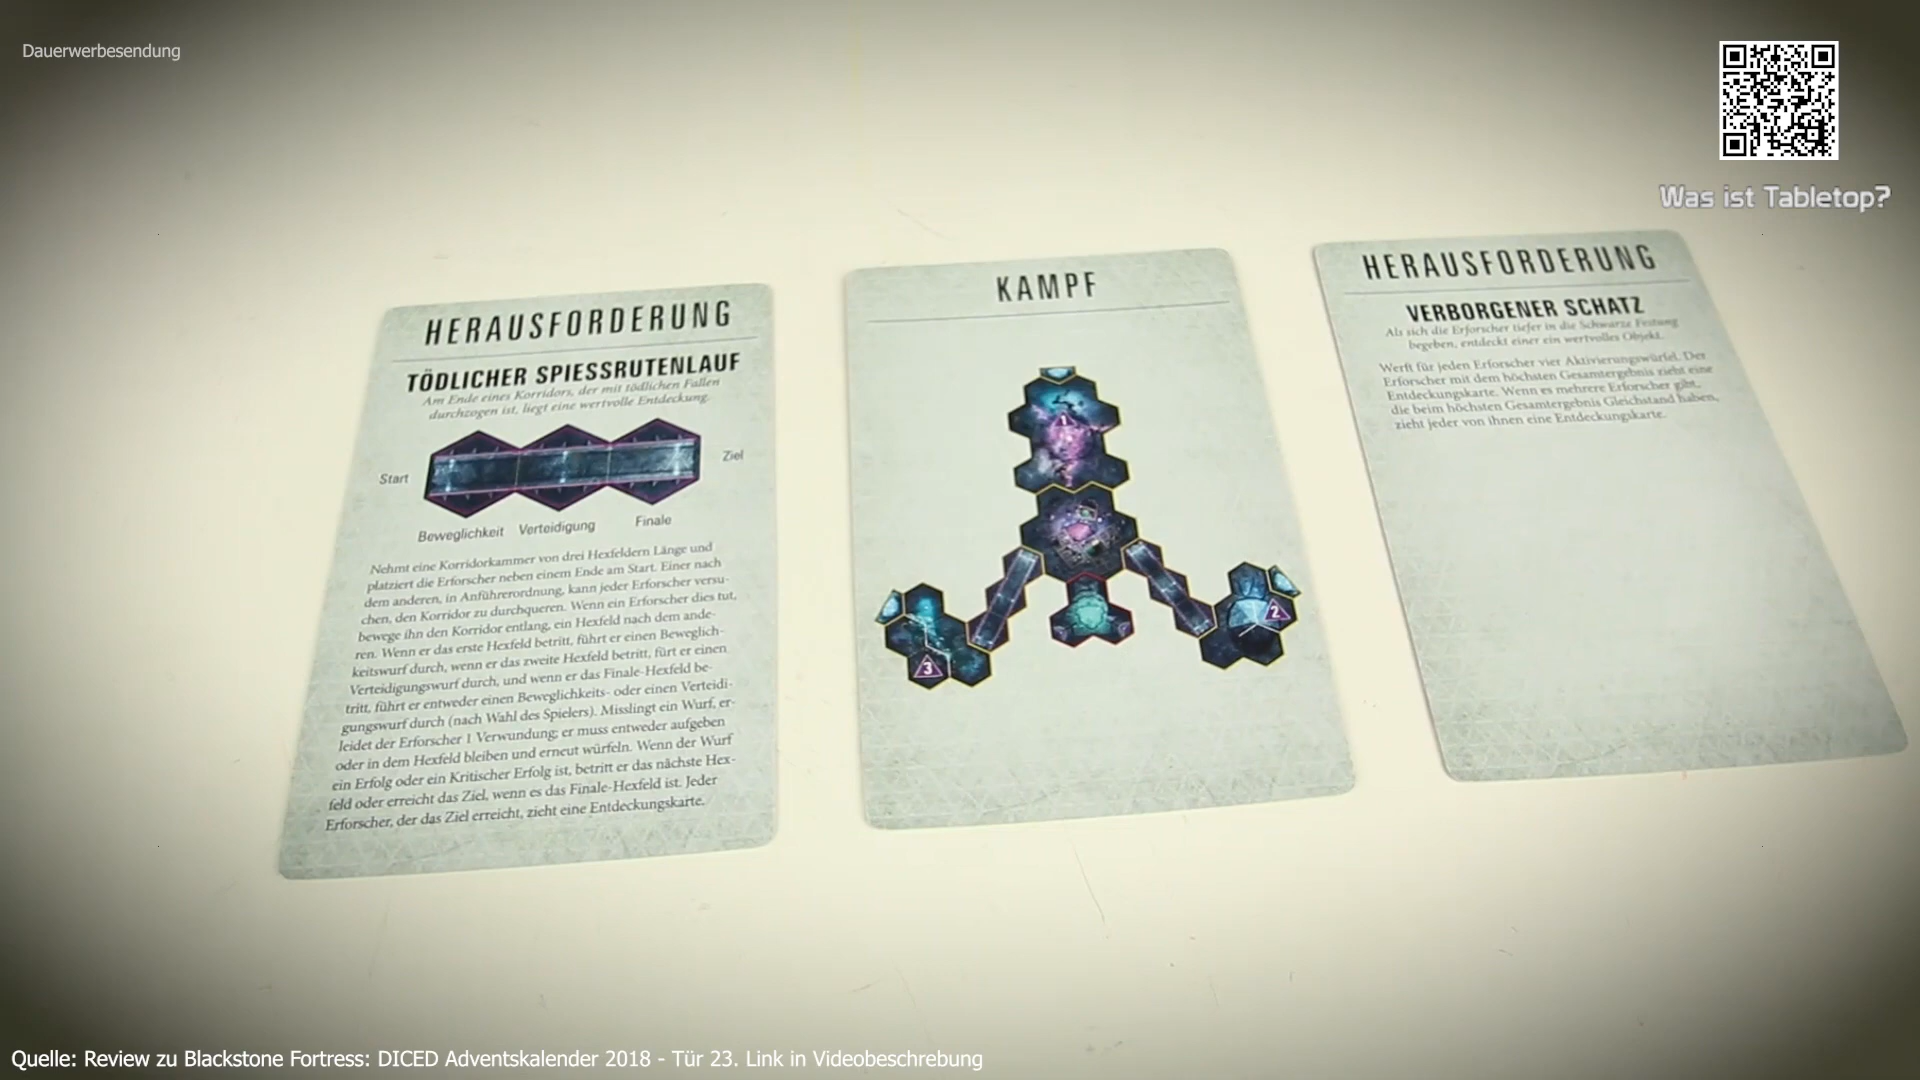 Dauerwerbesendung
Was ist Tabletop?
HERAUSFORDERUNG
TÖDLICHER SPIESSRUTENLAUF
Am Ende eines Korridors, der mit tödlichen Fallen
durchzogen ist, liegt eine wertvolle Entdeckung.
Start
Ziel
Beweglichkeit
Verteidigung
Finale
Nehmt eine Korridorkammer von drei Hexfeldern Länge und
platziert die Erforscher neben einem Ende am Start. Einer nach
dem anderen, in Anführerordnung, kann jeder Erforscher versu-
chen, den Korridor zu durchqueren. Wenn ein Erforscher dies tut,
bewege ihn den Korridor entlang, ein Hexfeld nach dem ande-
ren. Wenn er das erste Hexfeld betritt, führt er einen Beweglich-
keitswurf durch, wenn er das zweite Hexfeld betritt, fürt er einen
Verteidigungswurf durch, und wenn er das Finale-Hexfeld be-
tritt, führt er entweder einen Beweglichkeits- oder einen Verteidi-
gungswurf durch (nach Wahl des Spielers). Misslingt ein Wurf, er-
leidet der Erforscher 1 Verwundung; er muss entweder aufgeben
oder in dem Hexfeld bleiben und erneut würfeln. Wenn der Wurf
ein Erfolg oder ein Kritischer Erfolg ist, betritt er das nächste Hex-
feld oder erreicht das Ziel, wenn es das Finale-Hexfeld ist. Jeder
Erforscher, der das Ziel erreicht, zieht eine Entdeckungskarte.
KAMPF
1
2
3
HERAUSFORDERUNG
VERBORGENER SCHATZ
Als sich die Erforscher tiefer in die Schwarze Festung
begeben, entdeckt einer ein wertvolles Objekt.
Werft für jeden Erforscher vier Aktivierungswürfel. Der
Erforscher mit dem höchsten Gesamtergebnis zieht eine
Entdeckungskarte. Wenn es mehrere Erforscher gibt,
die beim höchsten Gesamtergebnis Gleichstand haben,
zieht jeder von ihnen eine Entdeckungskarte.
Quelle: Review zu Blackstone Fortress: DICED Adventskalender 2018 - Tür 23. Link in Videobeschrebung